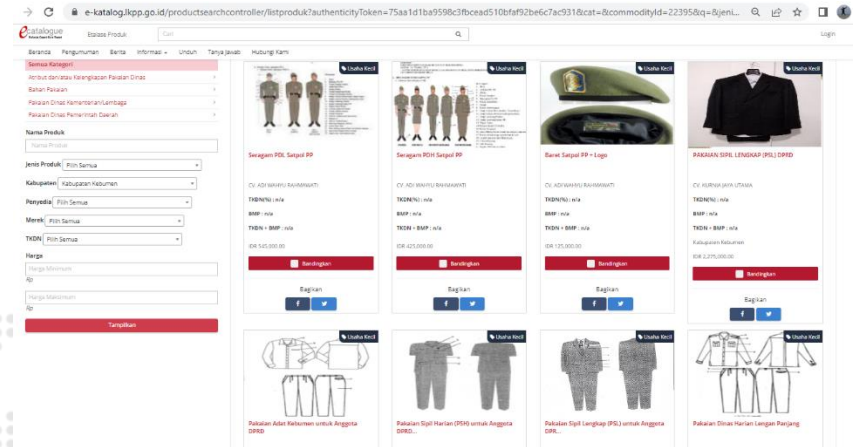 e-katalog.lkpp.go.id/productsearchcontroller/listproduk?authenticityToken=75aa1d1ba9598c3fbcead510bfaf92be6c7ac931&cat=&commodityId=22395&q=&jeni...
ecatalogue
Etalase Produk
Cari
Login
Beranda Pengumuman Berita Informasi Unduh Tanya Jawab Hubungi Kami
Semua Kategori
Atribut dan/atau Kelengkapan Pakaian Dinas
Bahan Pakaian
Pakaian Dinas Kementerian/Lembaga
Pakaian Dinas Pemerintah Daerah
Nama Produk
Nama Produk
Jenis Produk Pilih Semua
Kabupaten Kabupaten Kebumen
Penyedia Pilih Semua
Merek Pilih Semua
TKDN Pilih Semua
Harga
Harga Minimum
Rp
Harga Maksimum
Rp
Tampilkan
Usaha Kecil
Seragam PDL Satpol PP
CV. ADI WAHYU RAHMAWATI
TKDN(%) : n/a
BMP : n/a
TKDN + BMP : n/a
IDR 545,000.00
Bandingkan
Bagikan
Usaha Kecil
Seragam PDH Satpol PP
CV. ADI WAHYU RAHMAWATI
TKDN(%) : n/a
BMP : n/a
TKDN + BMP : n/a
IDR 425,000.00
Bandingkan
Bagikan
Usaha Kecil
Baret Satpol PP + Logo
CV. ADI WAHYU RAHMAWATI
TKDN(%) : n/a
BMP : n/a
TKDN + BMP : n/a
IDR 125,000.00
Bandingkan
Bagikan
Usaha Kecil
PAKAIAN SIPIL LENGKAP (PSL) DPRD
CV. KURNIA JAYA UTAMA
TKDN(%) : n/a
BMP : n/a
TKDN + BMP : n/a
Kabupaten Kebumen
IDR 2,275,000.00
Bandingkan
Bagikan
Usaha Kecil
Pakaian Adat Kebumen untuk Anggota
DPRD
Usaha Kecil
Pakaian Sipil Harian (PSH) untuk Anggota
DPRD...
Usaha Kecil
Pakaian Sipil Lengkap (PSL) untuk Anggota
DPR...
Usaha Kecil
Pakaian Dinas Harian Lengan Panjang